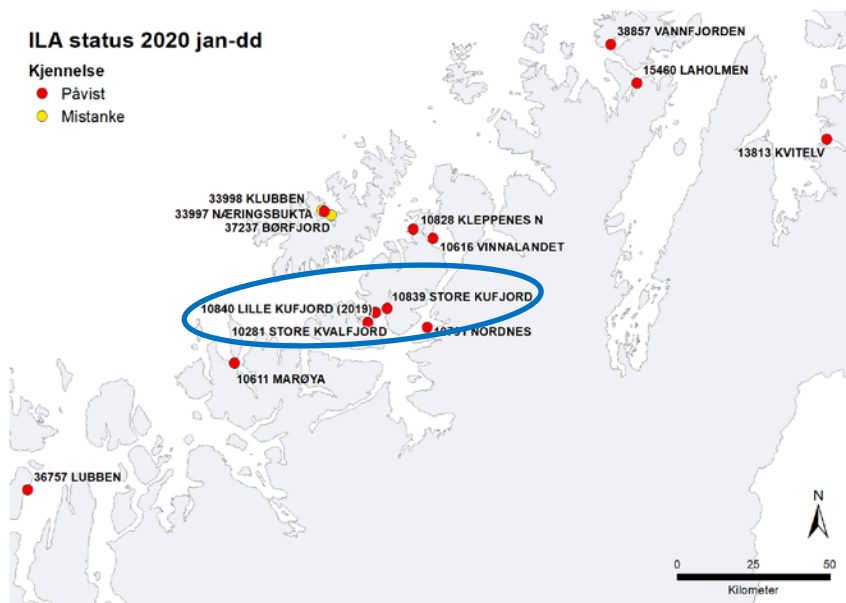 ILA status 2020 jan-dd
Kjennelse
Påvist
Mistanke
38857 VANNFJORDEN
15460 LAHOLMEN
13813 KVITELV
33998 KLUBBEN
33997 NÆRINGSBUKTA
37237 BØRFJORD
10828 KLEPPENES N
10616 VINNALANDET
10839 STORE KUFJORD
10840 LILLE KUFJORD (2019)
10281 STORE KVALFJORD
NORDNES
10611 MARØYA
36757 LUBBEN
N
0 25 50
Kilometer